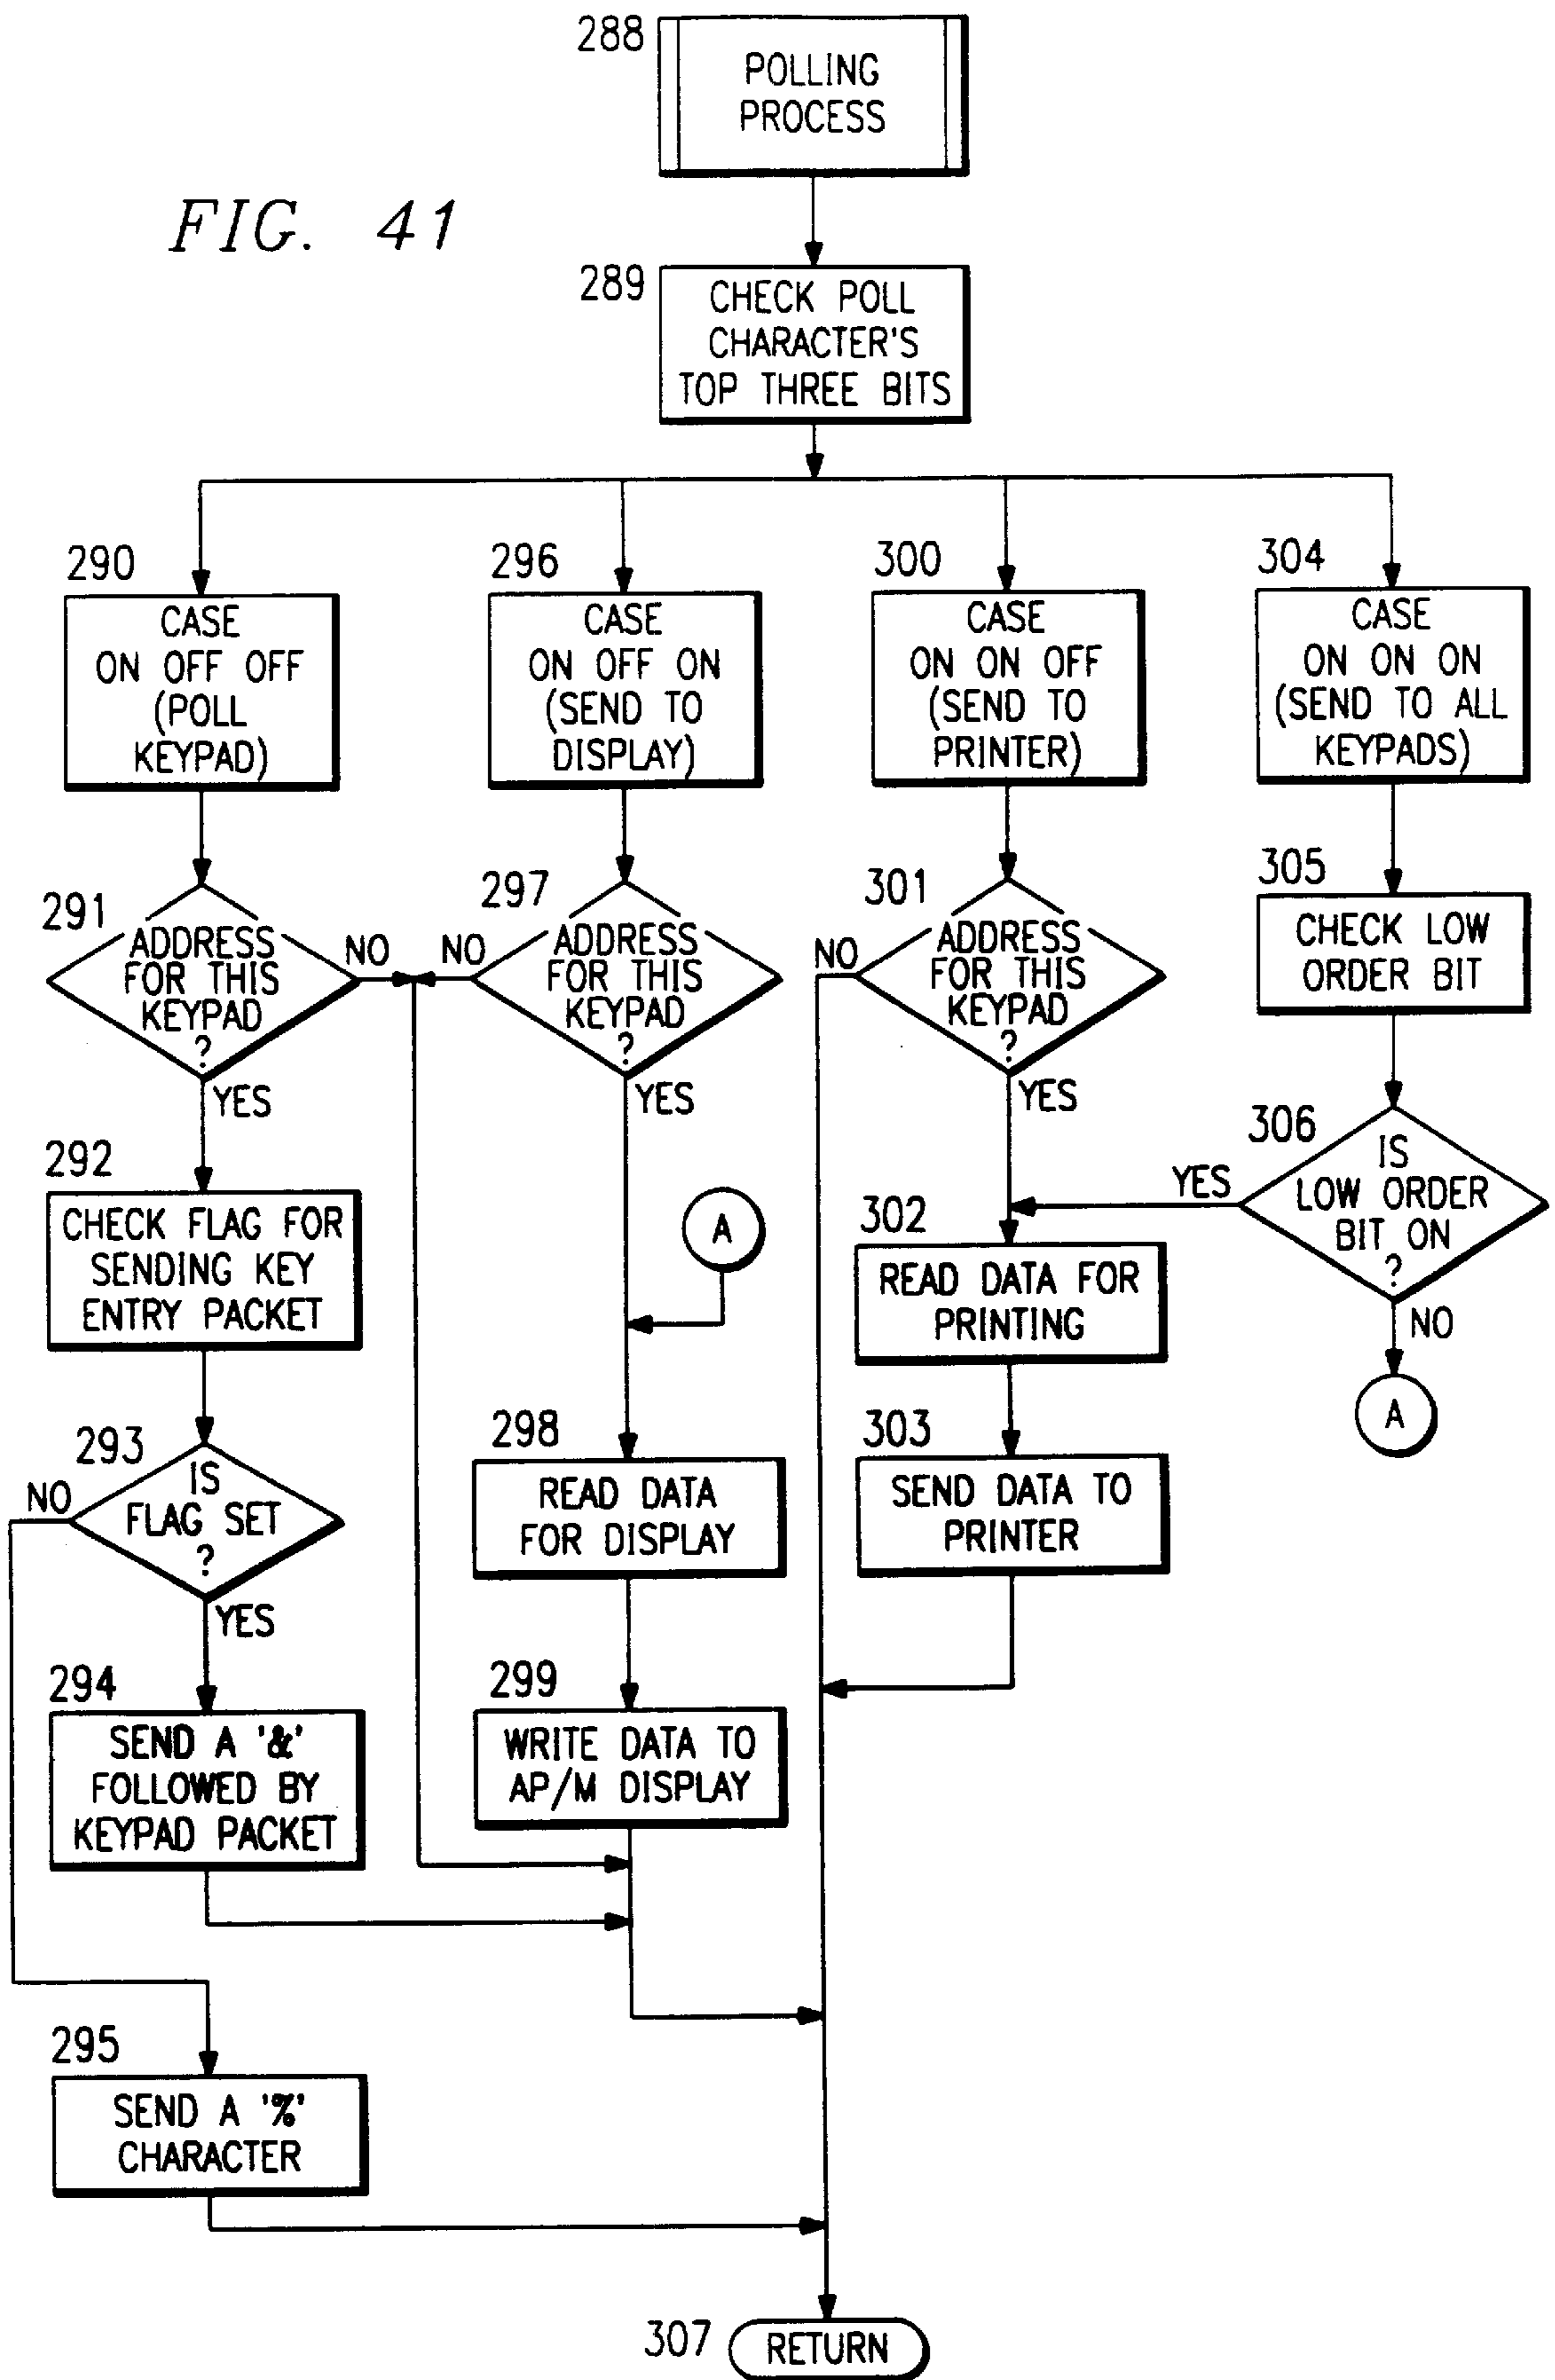 288
POLLING
PROCESS
FIG. 41
289
CHECK POLL
CHARACTER'S
TOP THREE BITS
290
CASE
ON OFF OFF
(POLL
KEYPAD)
296
CASE
ON OFF ON
(SEND TO
DISPLAY)
300
CASE
ON ON OFF
(SEND TO
PRINTER)
304
CASE
ON ON ON
(SEND TO ALL
KEYPADS)
291
ADDRESS
FOR THIS
KEYPAD
?
NO
YES
297
NO
ADDRESS
FOR THIS
KEYPAD
?
YES
301
NO
ADDRESS
FOR THIS
KEYPAD
?
YES
305
CHECK LOW
ORDER BIT
306
IS
LOW ORDER
BIT ON
?
YES
NO
A
292
CHECK FLAG FOR
SENDING KEY
ENTRY PACKET
A
302
READ DATA FOR
PRINTING
293
IS
FLAG SET
?
NO
YES
298
READ DATA
FOR DISPLAY
303
SEND DATA TO
PRINTER
294
SEND A '&'
FOLLOWED BY
KEYPAD PACKET
299
WRITE DATA TO
AP/M DISPLAY
295
SEND A '%'
CHARACTER
307
RETURN